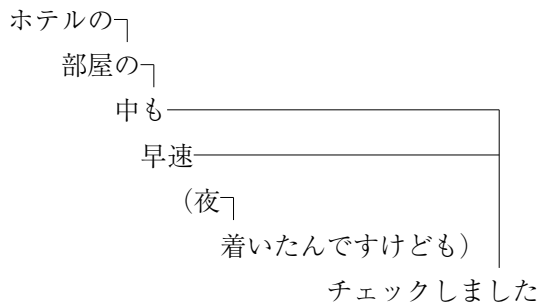 ホテルの
部屋の
中も
早速
(夜
着いたんですけども)
チェックしました